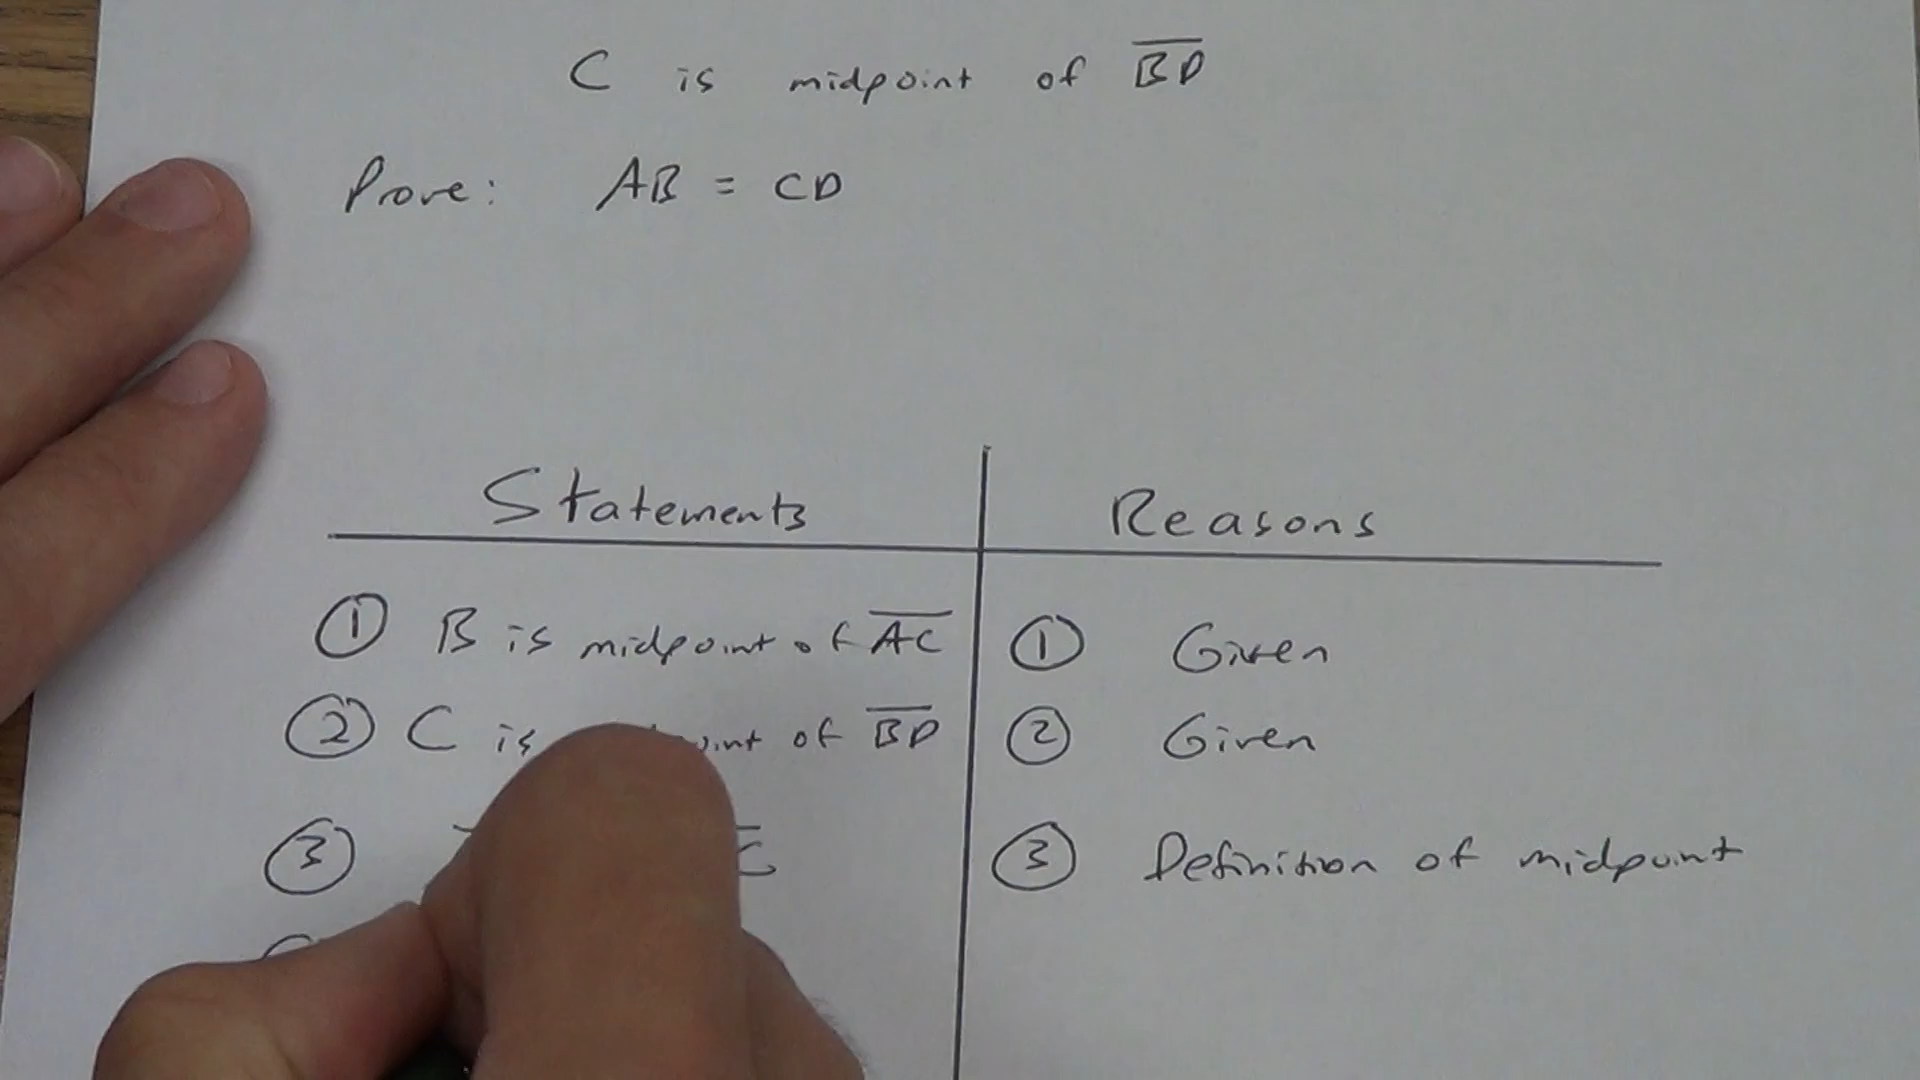 C is midpoint of BD
Prove: AB = CD
Statements Reasons
① B is midpoint of AC ① Given
② C is of BD ② Given
③ C ③ Definition of midpoint